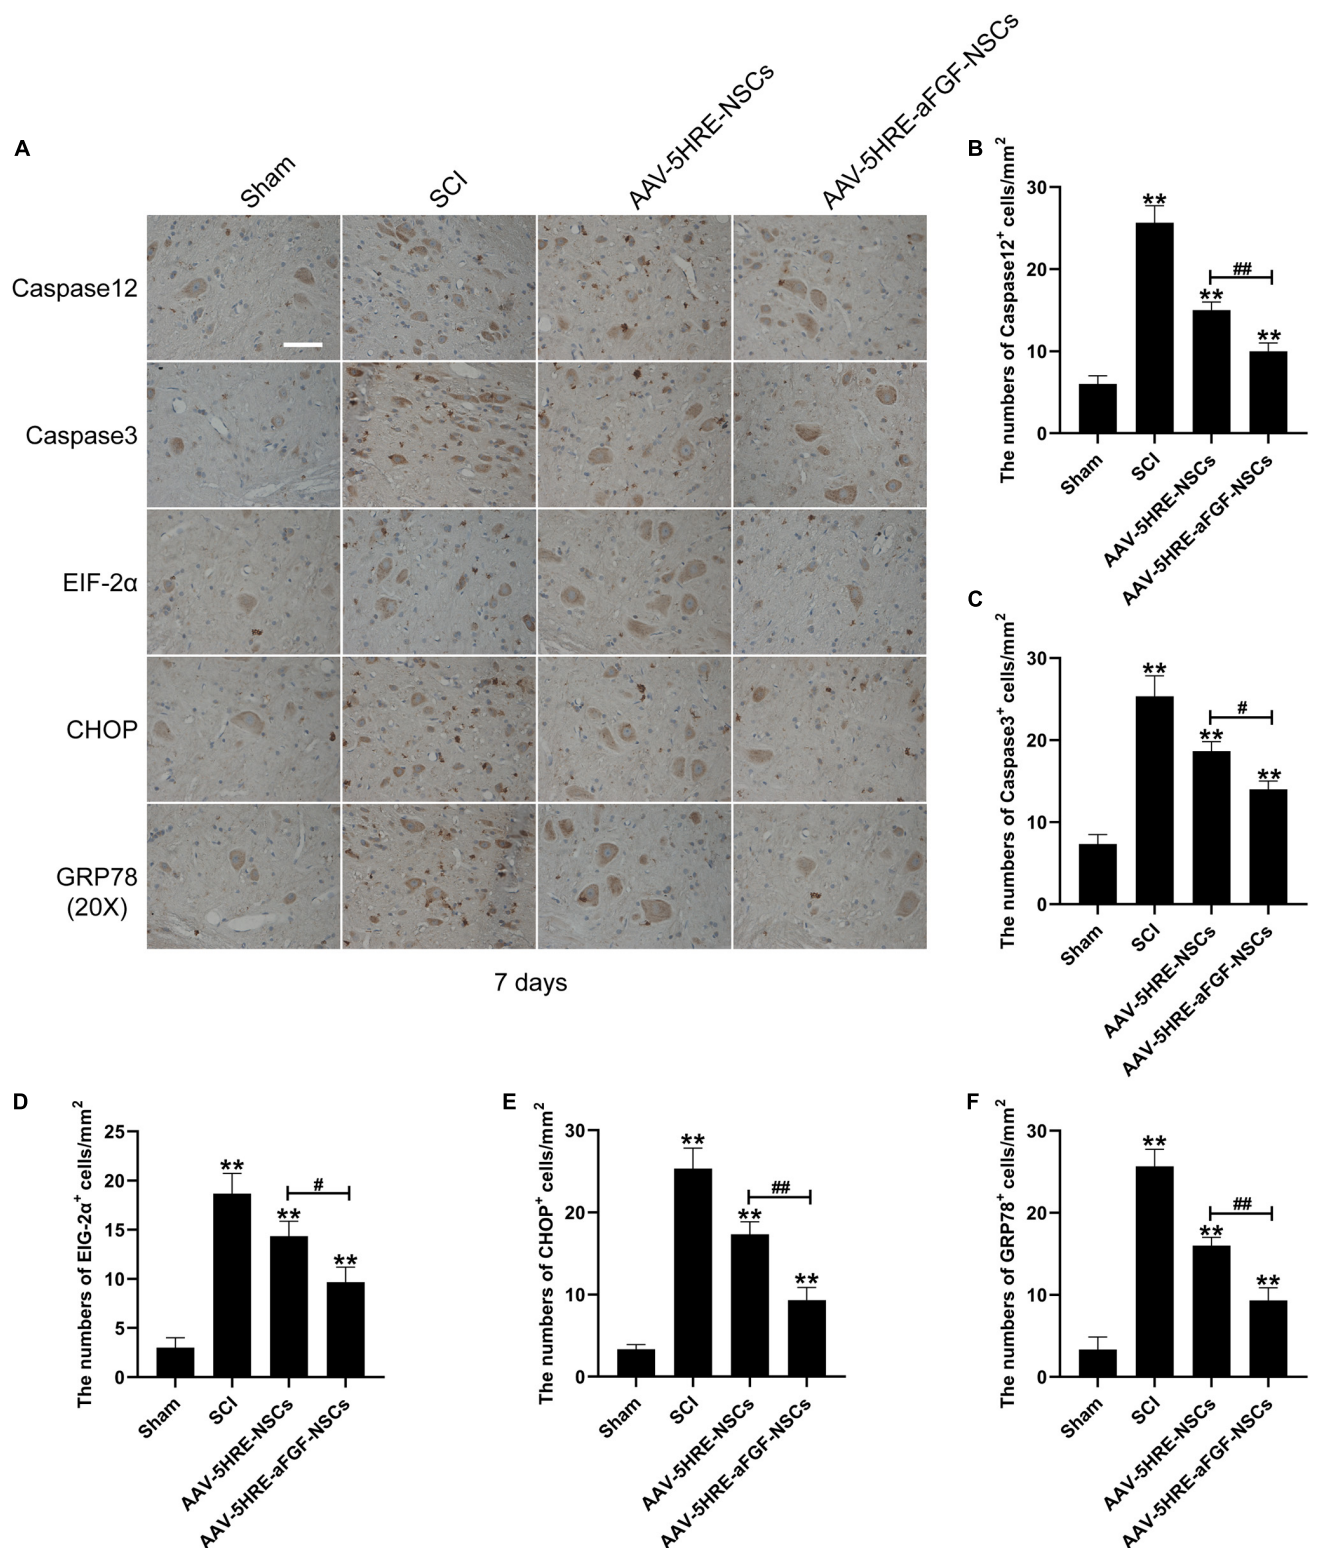 A
Sham
SCI
AAV-5HRE-NSCs
AAV-5HRE-aFGF-NSCs
Caspase12
Caspase3
EIF-2α
CHOP
GRP78
(20X)
7 days
B
The numbers of Caspase12+ cells/mm2
30
20
10
0
**
**
##
**
Sham
SCI
AAV-5HRE-NSCs
AAV-5HRE-aFGF-NSCs
C
The numbers of Caspase3+ cells/mm2
30
20
10
0
**
**
#
**
Sham
SCI
AAV-5HRE-NSCs
AAV-5HRE-aFGF-NSCs
D
The numbers of EIG-2α+ cells/mm2
25
20
15
10
5
0
**
**
#
**
Sham
SCI
AAV-5HRE-NSCs
AAV-5HRE-aFGF-NSCs
E
The numbers of CHOP+ cells/mm2
30
20
10
0
**
**
##
**
Sham
SCI
AAV-5HRE-NSCs
AAV-5HRE-aFGF-NSCs
F
The numbers of GRP78+ cells/mm2
30
20
10
0
**
**
##
**
Sham
SCI
AAV-5HRE-NSCs
AAV-5HRE-aFGF-NSCs